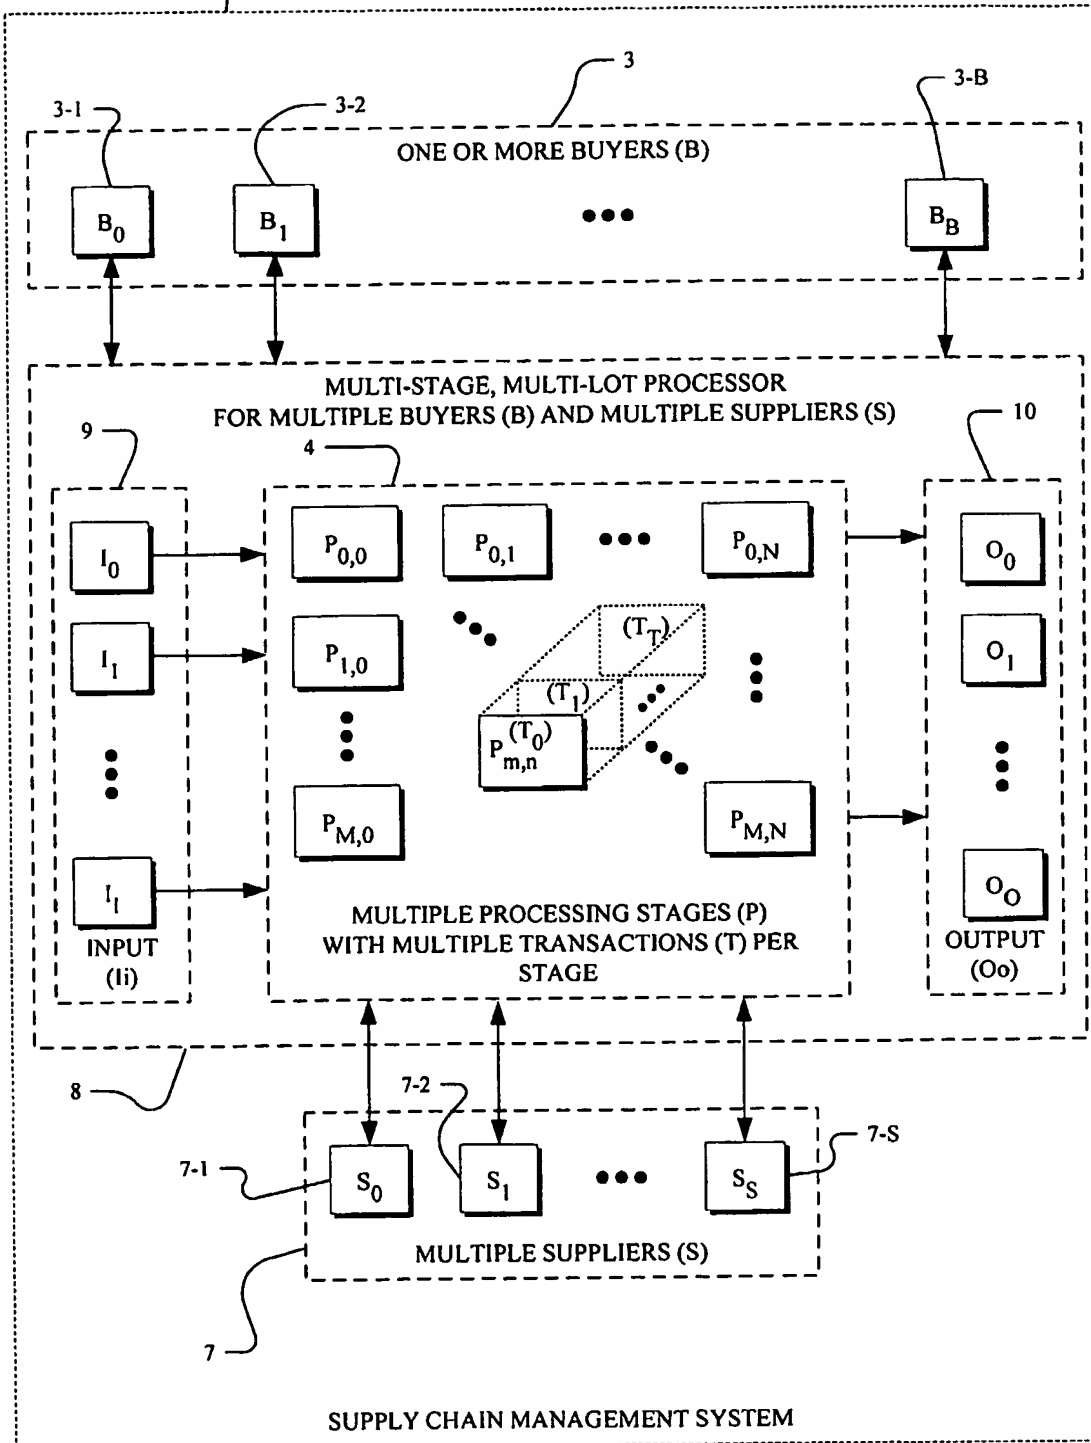 3
3-1
3-2
3-B
ONE OR MORE BUYERS (B)
B0
B1
BB
MULTI-STAGE, MULTI-LOT PROCESSOR
FOR MULTIPLE BUYERS (B) AND MULTIPLE SUPPLIERS (S)
9
4
10
I0
P0,0
P0,1
P0,N
O0
I1
P1,0
(TT)
(T1)
(T0)
Pm,n
O1
PM,0
PM,N
II
OO
INPUT
(Ii)
MULTIPLE PROCESSING STAGES (P)
WITH MULTIPLE TRANSACTIONS (T) PER
STAGE
OUTPUT
(Oo)
8
7-2
7-1
7-S
S0
S1
SS
MULTIPLE SUPPLIERS (S)
7
SUPPLY CHAIN MANAGEMENT SYSTEM